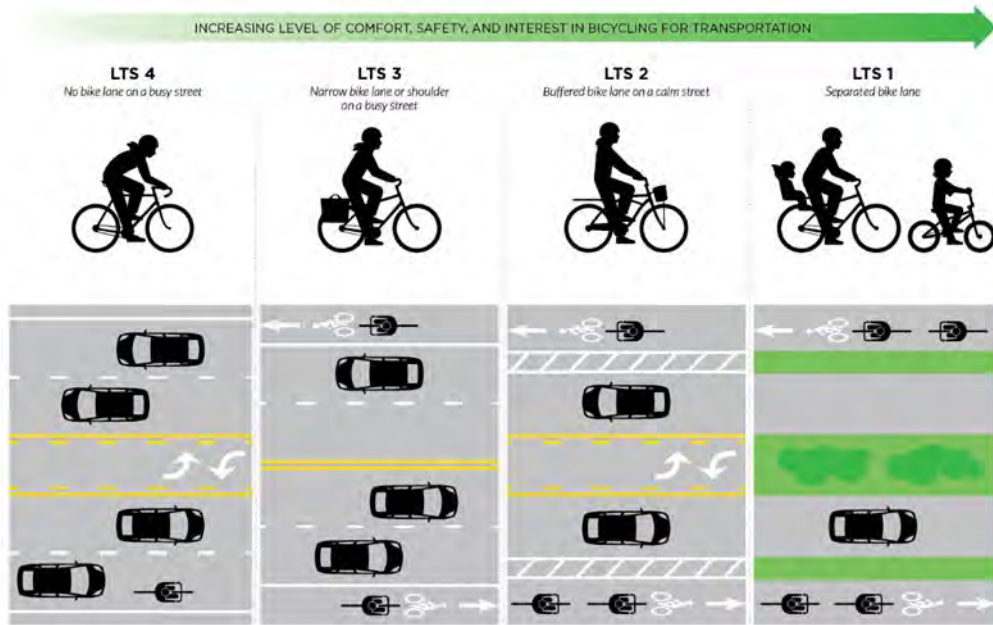 INCREASING LEVEL OF COMFORT, SAFETY, AND INTEREST IN BICYCLING FOR TRANSPORTATION
LTS 4
No bike lane on a busy street
LTS 3
Narrow bike lane or shoulder
on a busy street
LTS 2
Buffered bike lane on a calm street
LTS 1
Separated bike lane